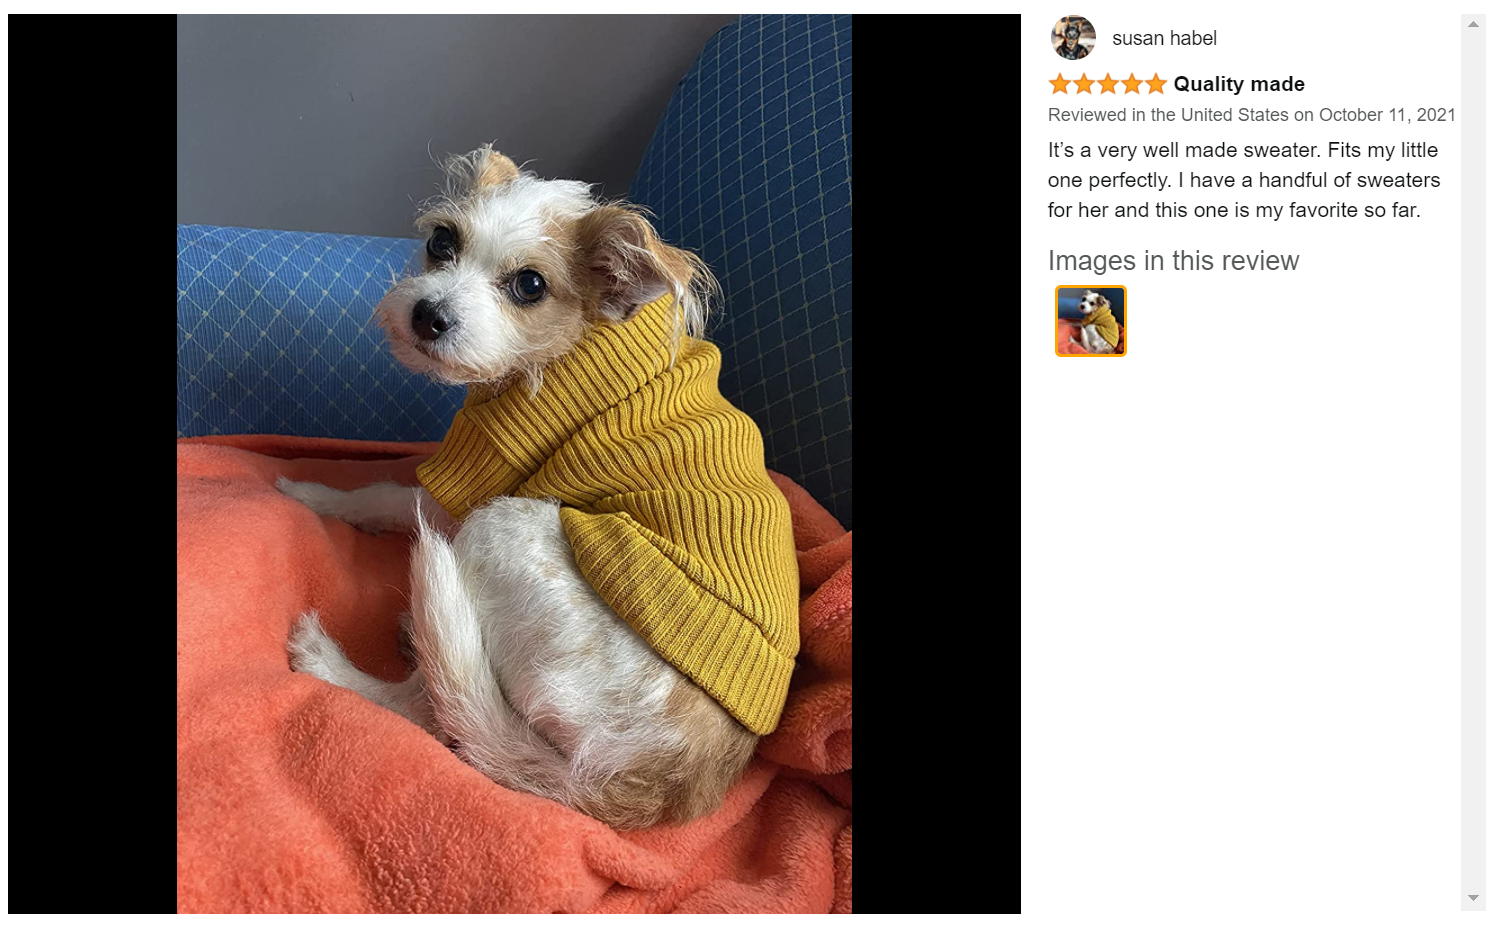 susan habel
Quality made
Reviewed in the United States on October 11, 2021
It’s a very well made sweater. Fits my little
one perfectly. I have a handful of sweaters
for her and this one is my favorite so far.
Images in this review